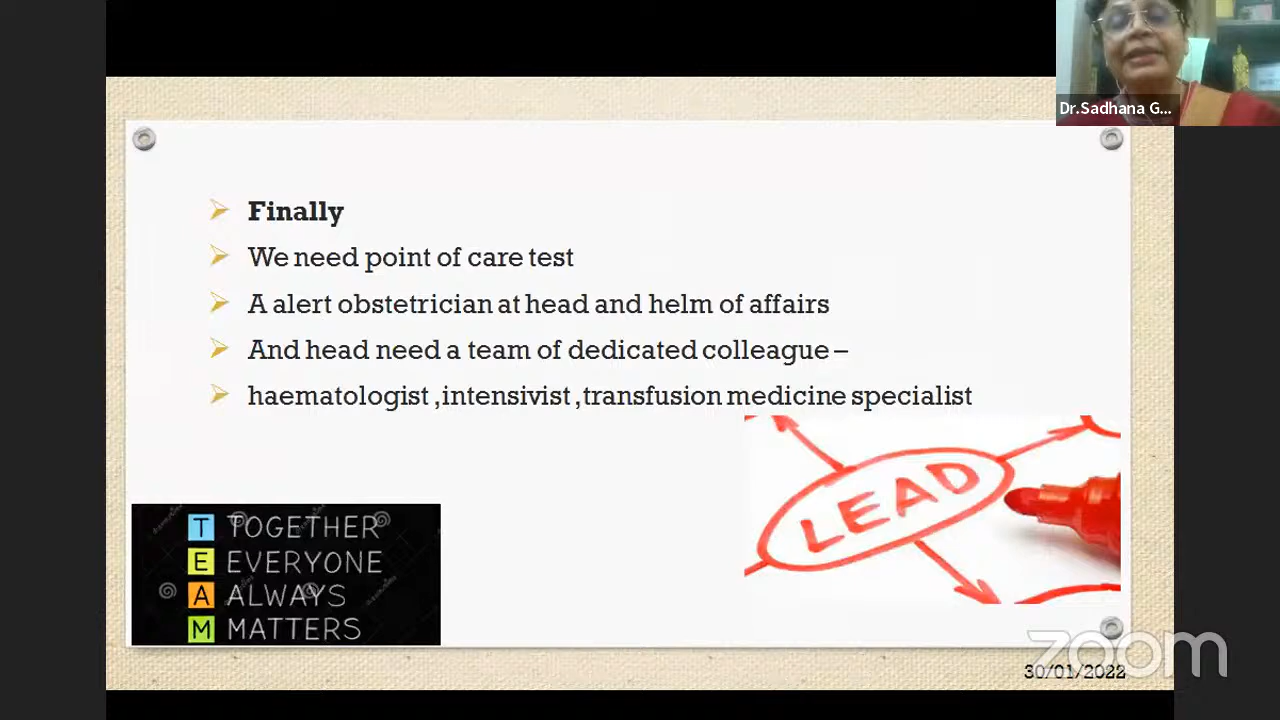 Dr.Sadhana G...
Finally
We need point of care test
A alert obstetrician at head and helm of affairs
And head need a team of dedicated colleague –
haematologist ,intensivist ,transfusion medicine specialist
LEAD
T TOGETHER
E EVERYONE
A ALWAYS
M MATTERS
zoom
30/01/2022